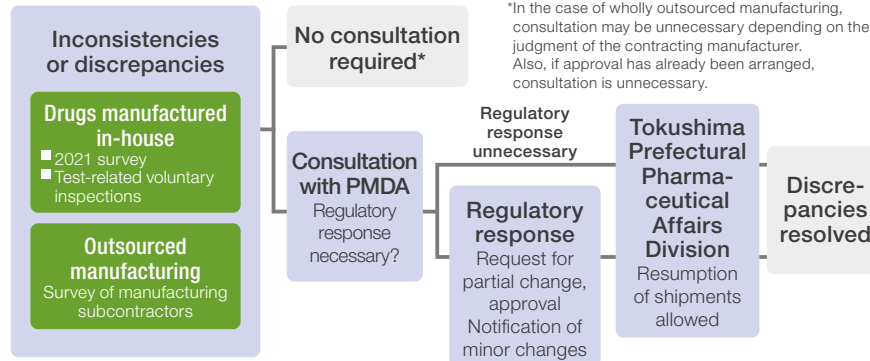 Inconsistencies
or discrepancies
Drugs manufactured
in-house
2021 survey
Test-related voluntary
inspections
Outsourced
manufacturing
Survey of manufacturing
subcontractors
No consultation
required*
*In the case of wholly outsourced manufacturing,
consultation may be unnecessary depending on the
judgment of the contracting manufacturer.
Also, if approval has already been arranged,
consultation is unnecessary.
Consultation
with PMDA
Regulatory
response
necessary?
Regulatory
response
unnecessary
Regulatory
response
Request for
partial change,
approval
Notification of
minor changes
Tokushima
Prefectural
Pharma-
ceutical
Affairs
Division
Resumption
of shipments
allowed
Discre-
pancies
resolved